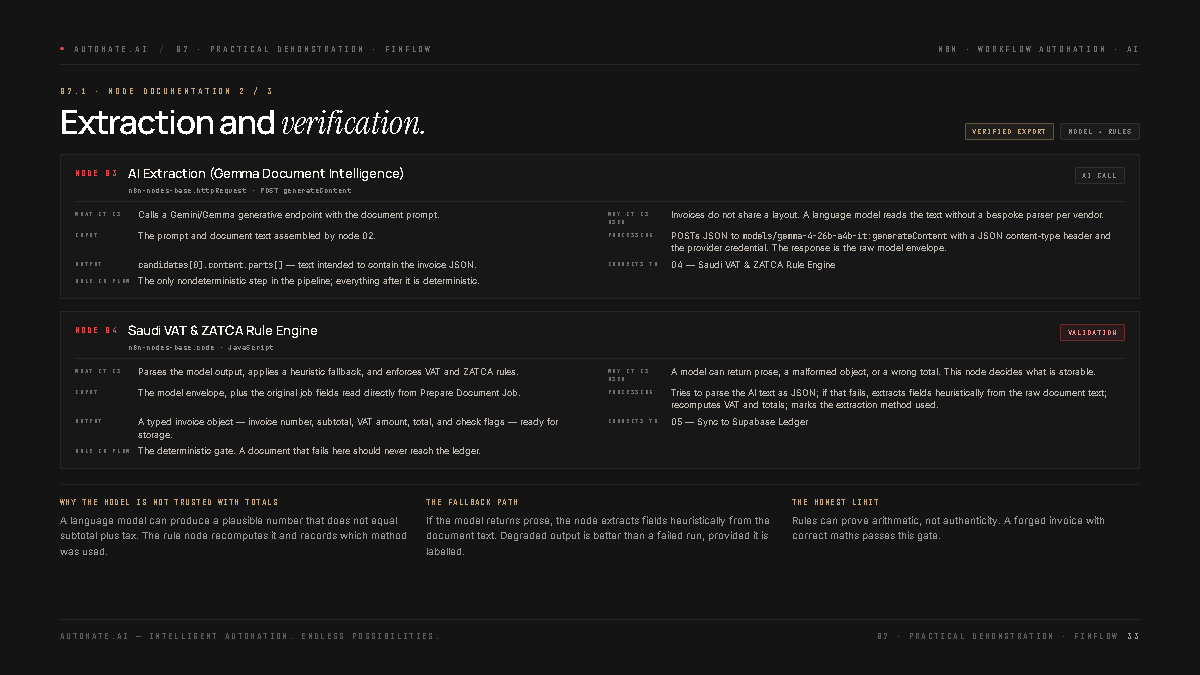 AUTOMATE.AI / 07 · PRACTICAL DEMONSTRATION · FINFLOW
N8N · WORKFLOW AUTOMATION · AI
07.1 · NODE DOCUMENTATION 2 / 3
Extraction and verification.
VERIFIED EXPORT
MODEL + RULES
NODE 03
AI Extraction (Gemma Document Intelligence)
n8n-nodes-base.httpRequest · POST generateContent
AI CALL
WHAT IT IS
Calls a Gemini/Gemma generative endpoint with the document prompt.
WHY IT IS
USED
Invoices do not share a layout. A language model reads the text without a bespoke parser per vendor.
INPUT
The prompt and document text assembled by node 02.
PROCESSING
POSTs JSON to models/gemma-4-26b-a4b-it:generateContent with a JSON content-type header and
the provider credential. The response is the raw model envelope.
OUTPUT
candidates[0].content.parts[] — text intended to contain the invoice JSON.
CONNECTS TO
04 — Saudi VAT & ZATCA Rule Engine
ROLE IN FLOW
The only nondeterministic step in the pipeline; everything after it is deterministic.
NODE 04
Saudi VAT & ZATCA Rule Engine
n8n-nodes-base.code · JavaScript
VALIDATION
WHAT IT IS
Parses the model output, applies a heuristic fallback, and enforces VAT and ZATCA rules.
WHY IT IS
USED
A model can return prose, a malformed object, or a wrong total. This node decides what is storable.
INPUT
The model envelope, plus the original job fields read directly from Prepare Document Job.
PROCESSING
Tries to parse the AI text as JSON; if that fails, extracts fields heuristically from the raw document text;
recomputes VAT and totals; marks the extraction method used.
OUTPUT
A typed invoice object — invoice number, subtotal, VAT amount, total, and check flags — ready for
storage.
CONNECTS TO
05 — Sync to Supabase Ledger
ROLE IN FLOW
The deterministic gate. A document that fails here should never reach the ledger.
WHY THE MODEL IS NOT TRUSTED WITH TOTALS
A language model can produce a plausible number that does not equal
subtotal plus tax. The rule node recomputes it and records which method
was used.
THE FALLBACK PATH
If the model returns prose, the node extracts fields heuristically from the
document text. Degraded output is better than a failed run, provided it is
labelled.
THE HONEST LIMIT
Rules can prove arithmetic, not authenticity. A forged invoice with
correct maths passes this gate.
AUTOMATE.AI — INTELLIGENT AUTOMATION. ENDLESS POSSIBILITIES.
07 · PRACTICAL DEMONSTRATION · FINFLOW 33